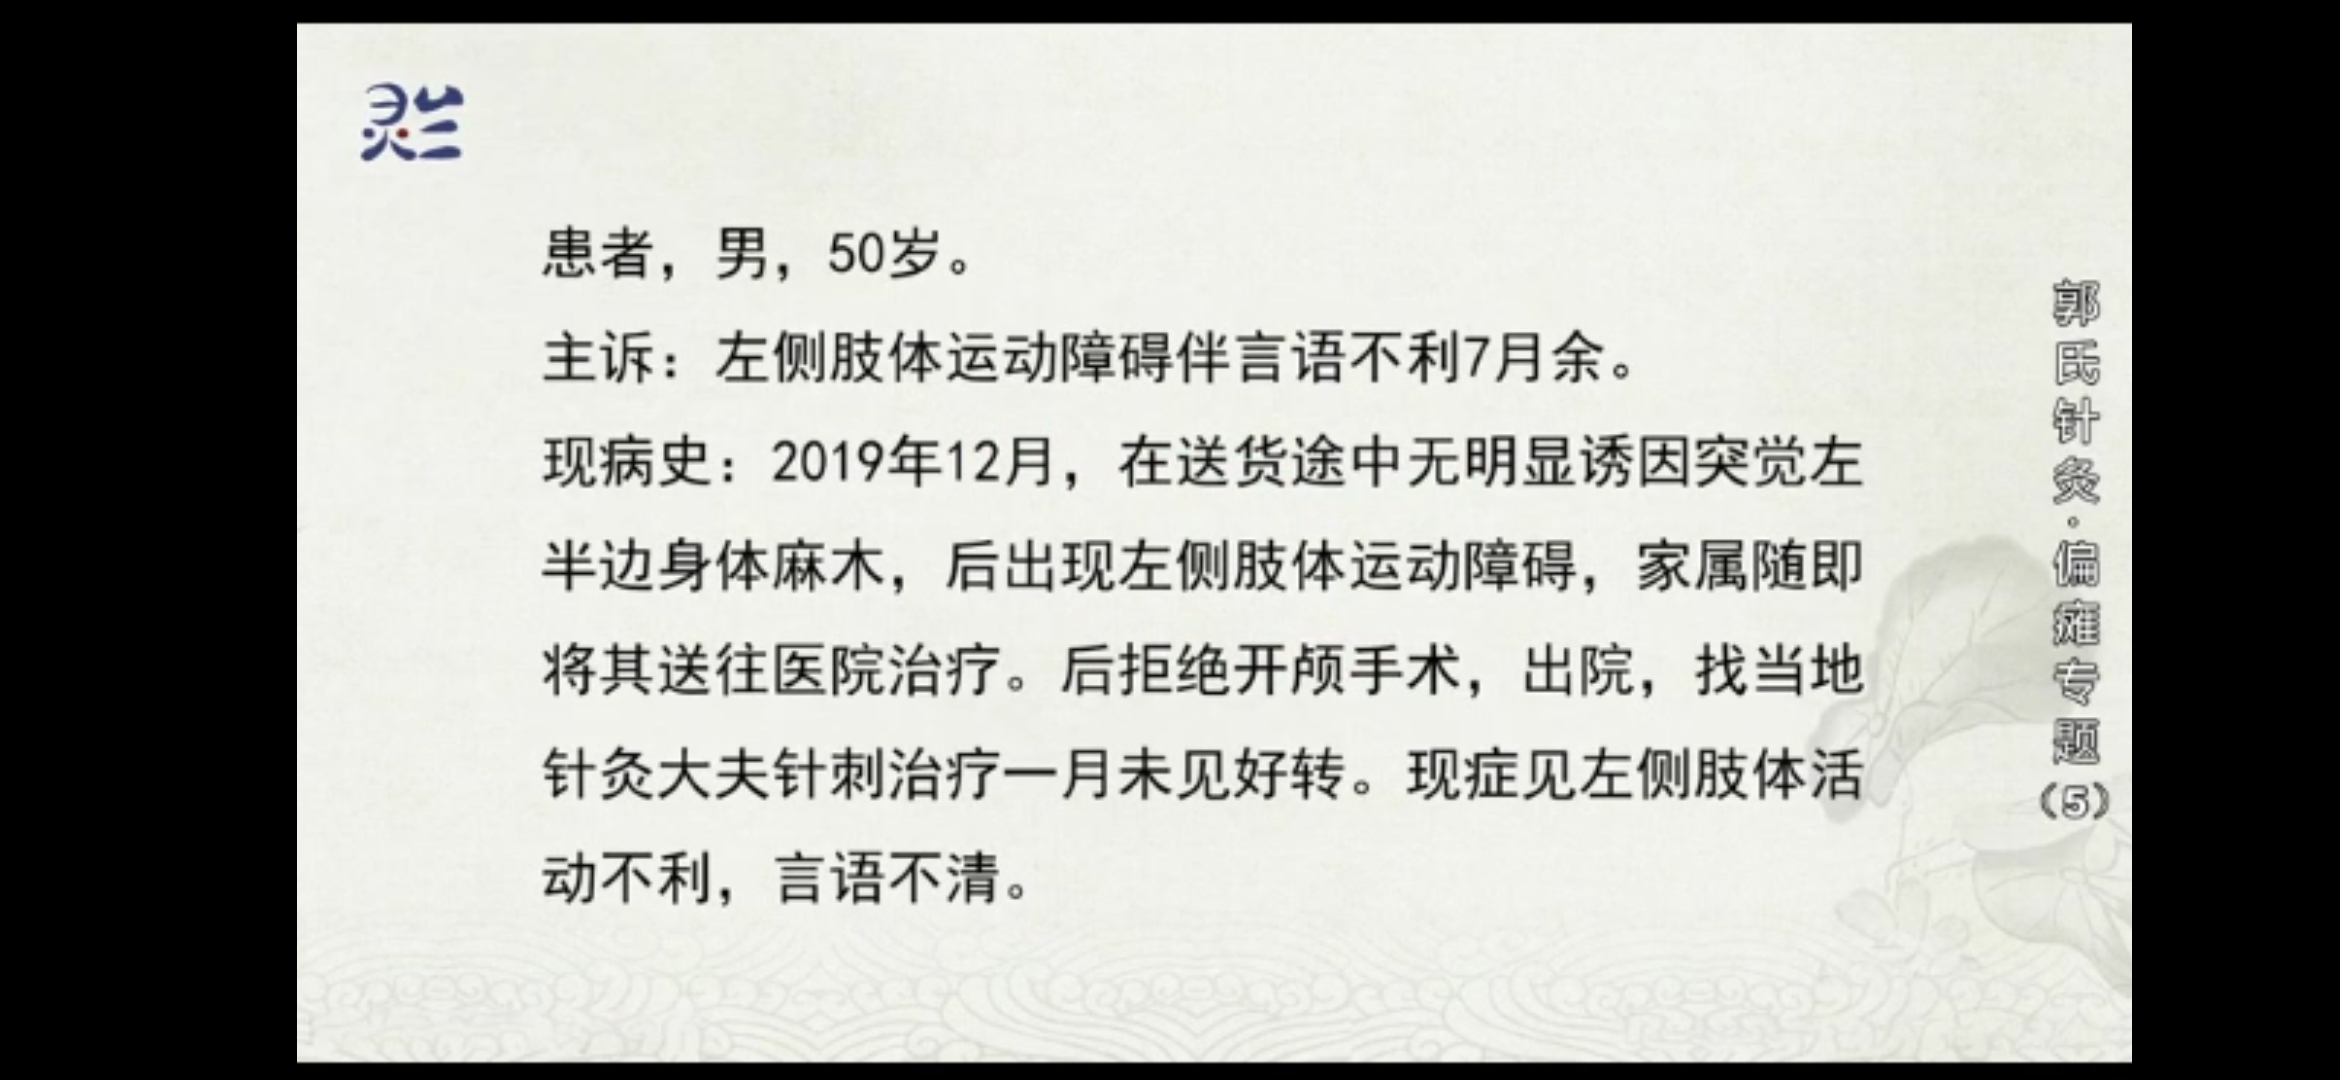 患者，男，50岁。
主诉：左侧肢体运动障碍伴言语不利7月余。
现病史：2019年12月，在送货途中无明显诱因突觉左
半边身体麻木，后出现左侧肢体运动障碍，家属随即
将其送往医院治疗。后拒绝开颅手术，出院，找当地
针灸大夫针刺治疗一月未见好转。现症见左侧肢体活
动不利，言语不清。
郭氏针灸·偏瘫专题（5）